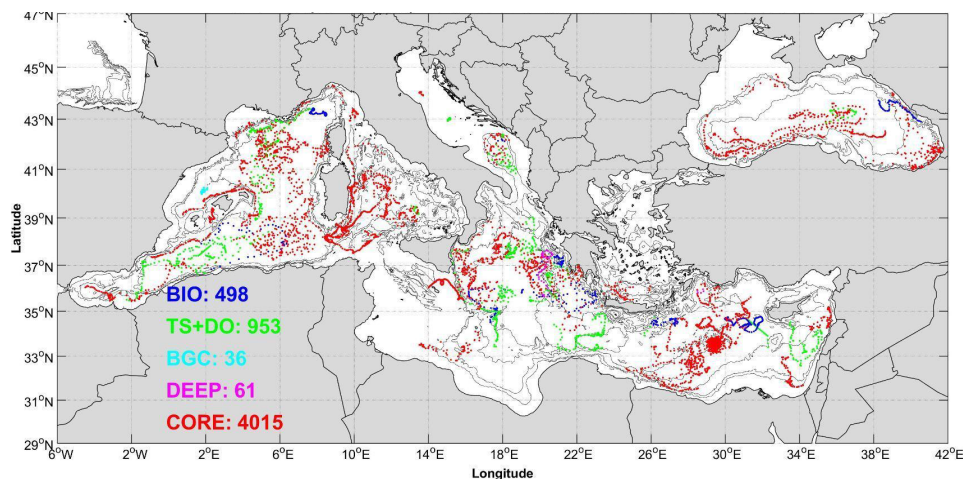 47°N
45°N
43°N
41°N
39°N
37°N
35°N
33°N
31°N
29°N
Latitude
BIO: 498
TS+DO: 953
BGC: 36
DEEP: 61
CORE: 4015
6°W 2°W 2°E 6°E 10°E 14°E 18°E 22°E 26°E 30°E 34°E 38°E 42°E
Longitude